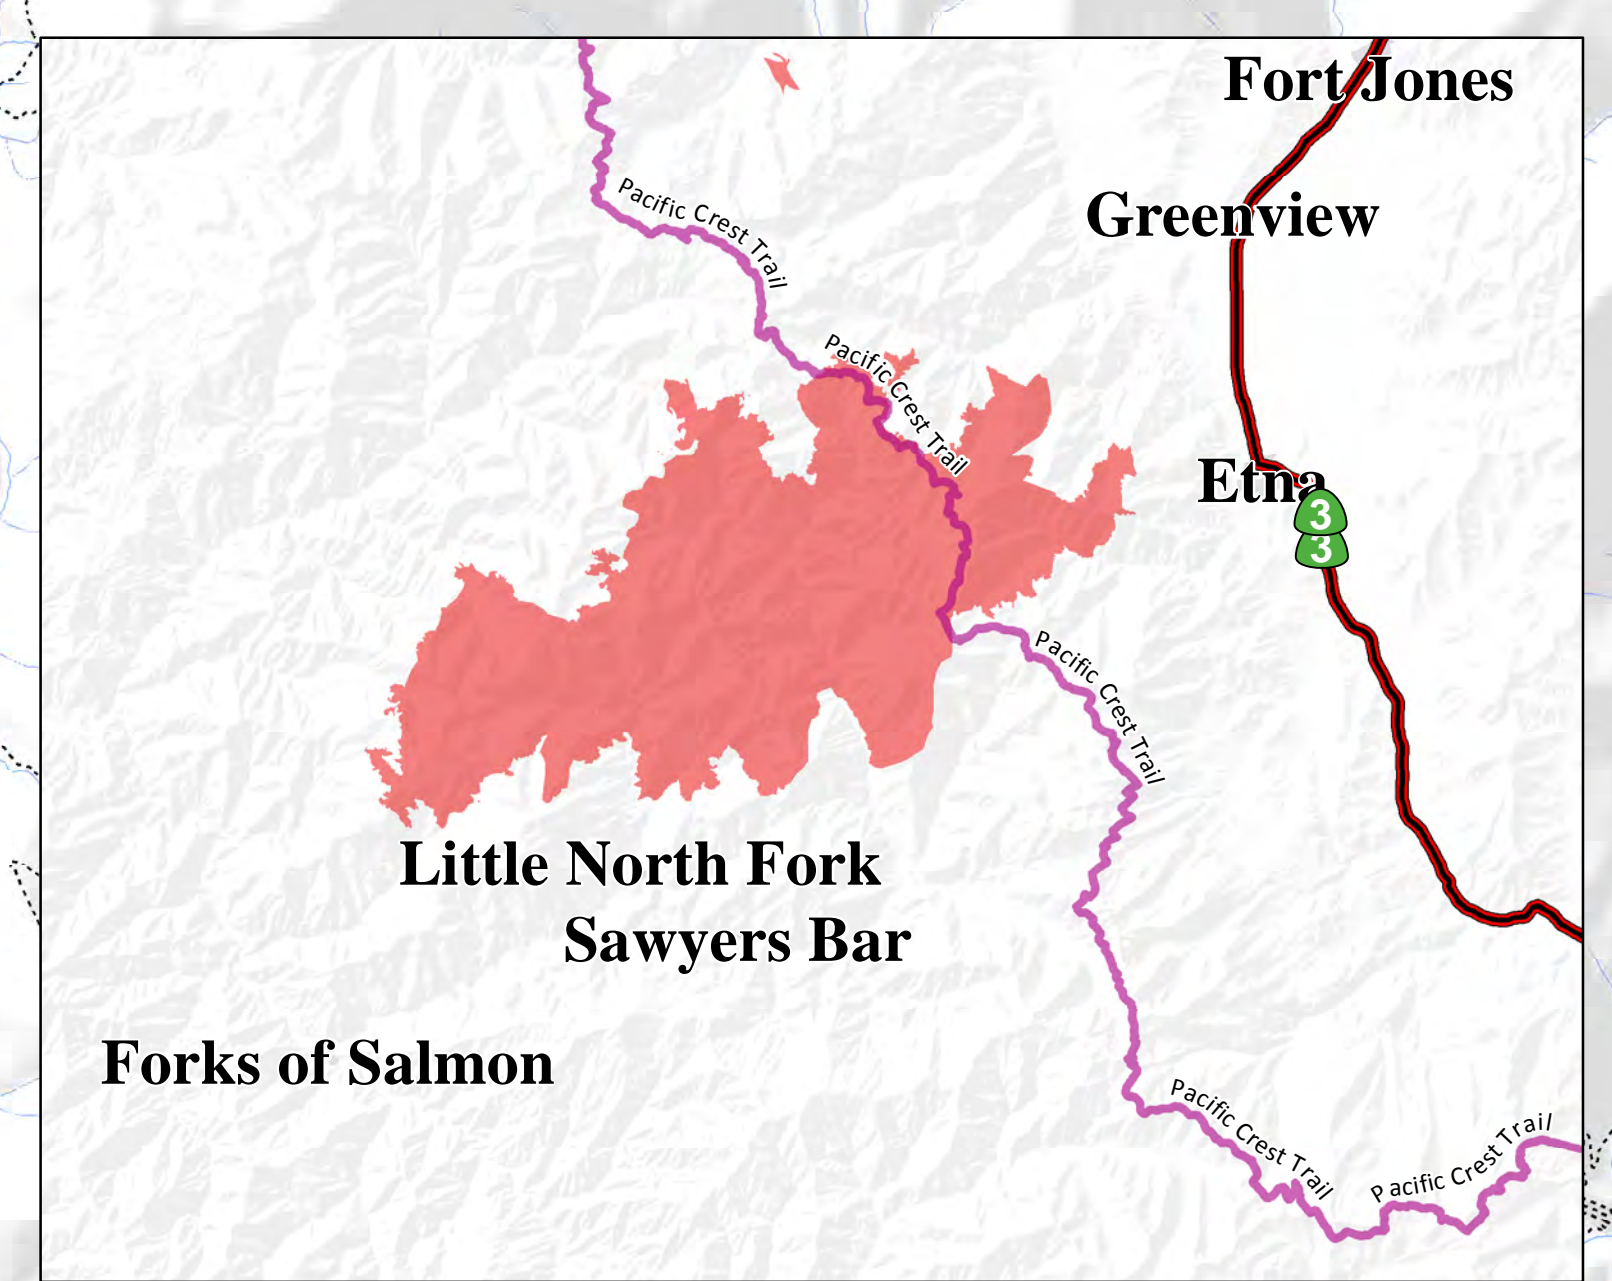 Fort Jones
Pacific Crest Trail
Greenview
Pacific Crest Trail
Etna
3
3
Pacific Crest Trail
Little North Fork
Sawyers Bar
Forks of Salmon
Pacific Crest Trail
Pacific Crest Trail